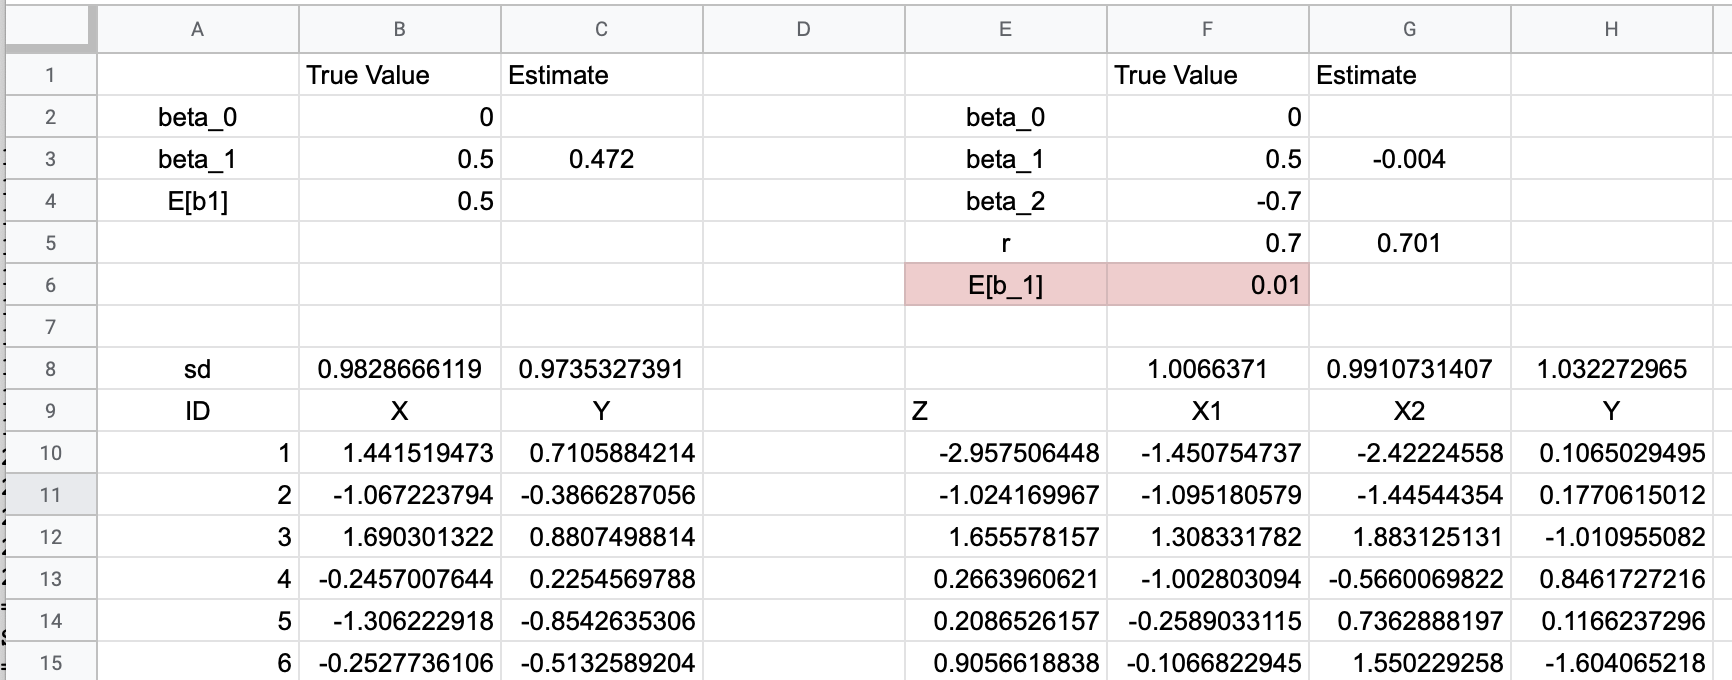 A B C D E F G H
1 True Value Estimate True Value Estimate
2 beta_0 0 beta_0 0
3 beta_1 0.5 0.472 beta_1 0.5 -0.004
4 E[b1] 0.5 beta_2 -0.7
5 r 0.7 0.701
6 E[b_1] 0.01
7
8 sd 0.9828666119 0.9735327391 1.0066371 0.9910731407 1.032272965
9 ID X Y Z X1 X2 Y
10 1 1.441519473 0.7105884214 -2.957506448 -1.450754737 -2.42224558 0.1065029495
11 2 -1.067223794 -0.3866287056 -1.024169967 -1.095180579 -1.44544354 0.1770615012
12 3 1.690301322 0.8807498814 1.655578157 1.308331782 1.883125131 -1.010955082
13 4 -0.2457007644 0.2254569788 0.2663960621 -1.002803094 -0.5660069822 0.8461727216
14 5 -1.306222918 -0.8542635306 0.2086526157 -0.2589033115 0.7362888197 0.1166237296
15 6 -0.2527736106 -0.5132589204 0.9056618838 -0.1066822945 1.550229258 -1.604065218